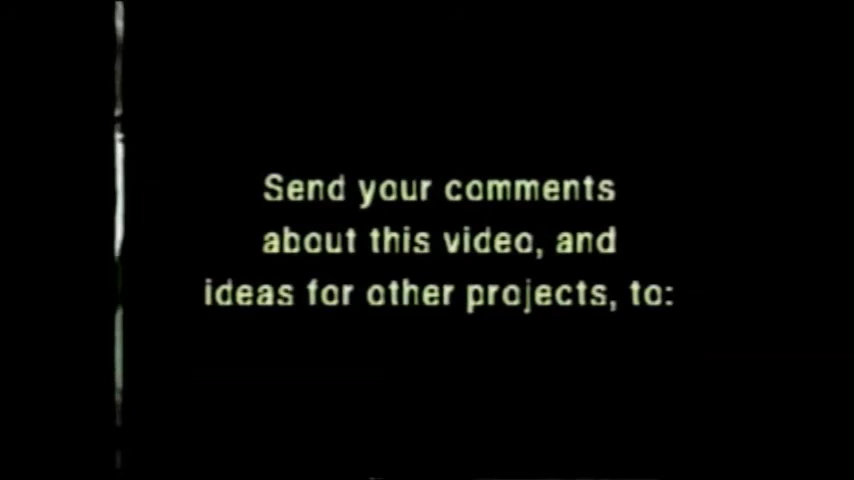 Send your comments
about this video, and
ideas for other projects, to: